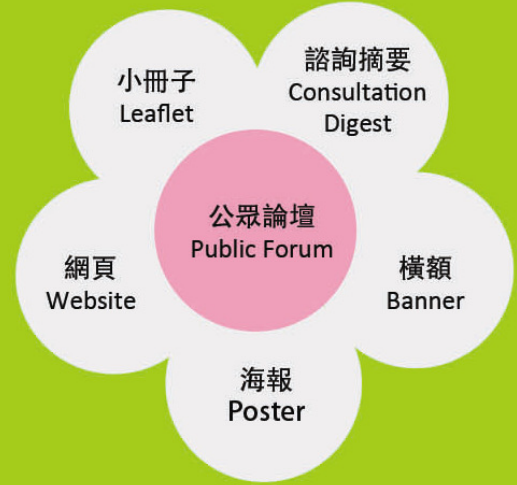 小冊子
Leaflet
諮詢摘要
Consultation
Digest
公眾論壇
Public Forum
網頁
Website
橫額
Banner
海報
Poster